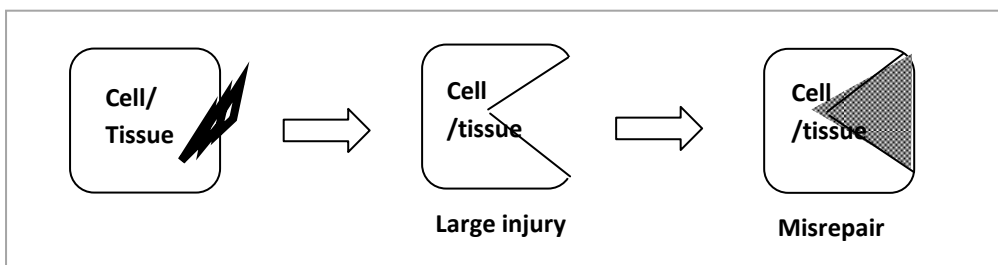 Cell/
Tissue
Cell
/tissue
Cell
/tissue
Large injury
Misrepair